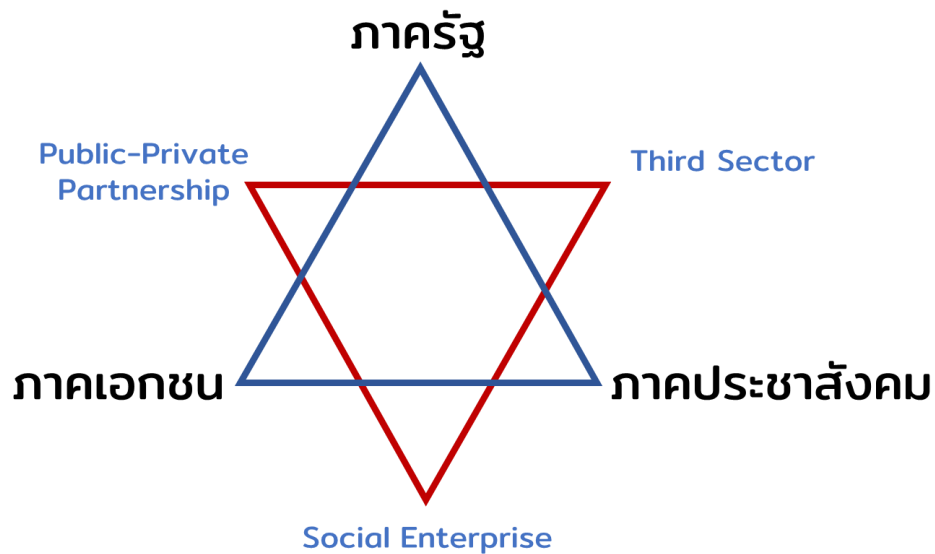 ภาครัฐ
Public-Private
Partnership
Third Sector
ภาคเอกชน
ภาคประชาสังคม
Social Enterprise